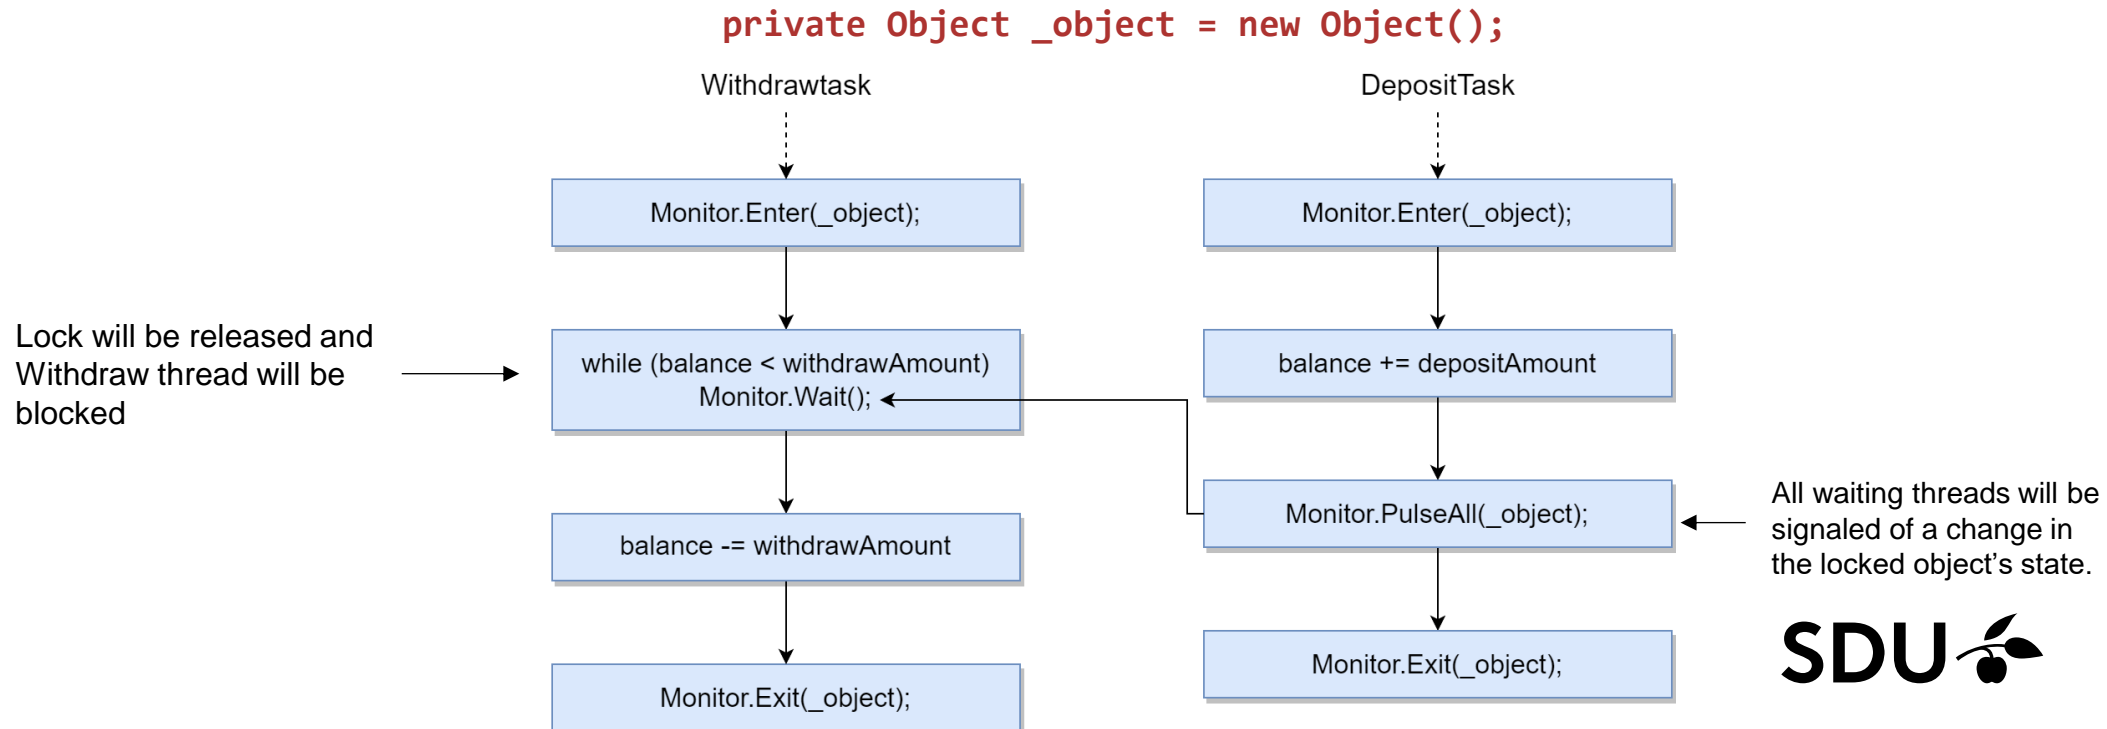 private Object _object = new Object();
Withdrawtask
Monitor.Enter(_object);
Lock will be released and
Withdraw thread will be
blocked
while (balance < withdrawAmount)
Monitor.Wait();
balance -= withdrawAmount
Monitor.Exit(_object);
DepositTask
Monitor.Enter(_object);
balance += depositAmount
Monitor.PulseAll(_object);
All waiting threads will be
signaled of a change in
the locked object’s state.
Monitor.Exit(_object);
SDU